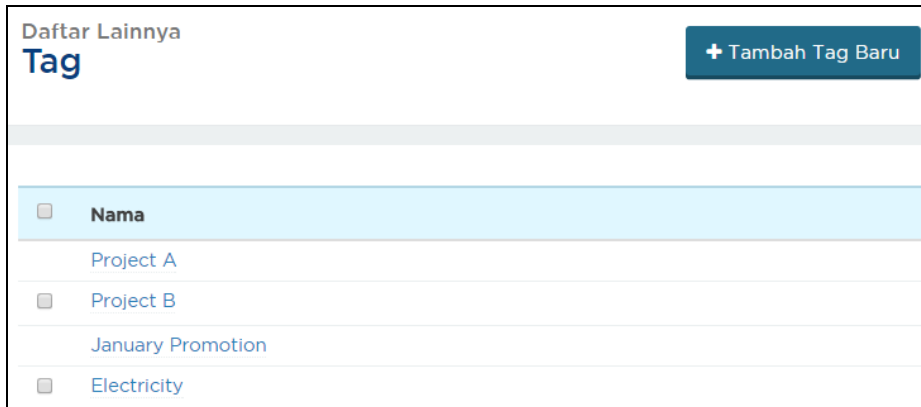 Daftar Lainnya
Tag
+ Tambah Tag Baru
Nama
Project A
Project B
January Promotion
Electricity